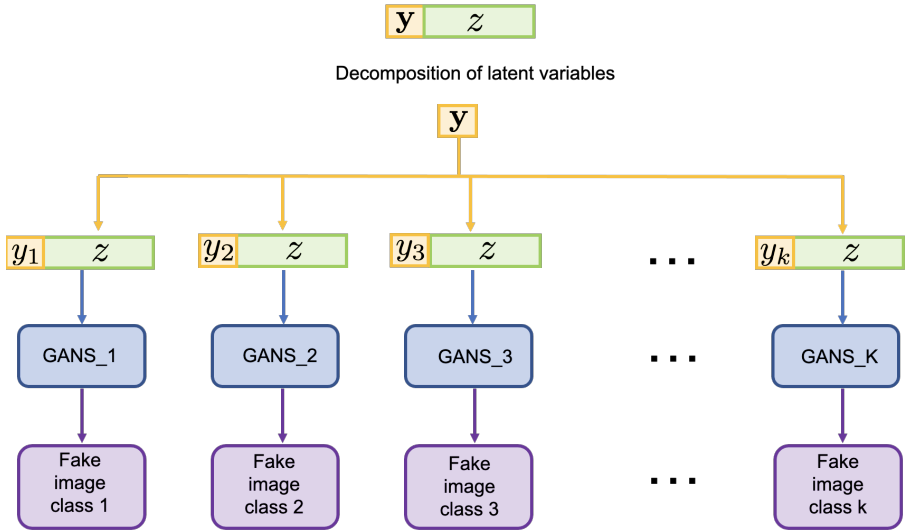 y z
Decomposition of latent variables
y
y₁ z y₂ z y₃ z ... yₖ z
GANS_1 GANS_2 GANS_3 ... GANS_K
Fake image class 1
Fake image class 2
Fake image class 3
...
Fake image class k